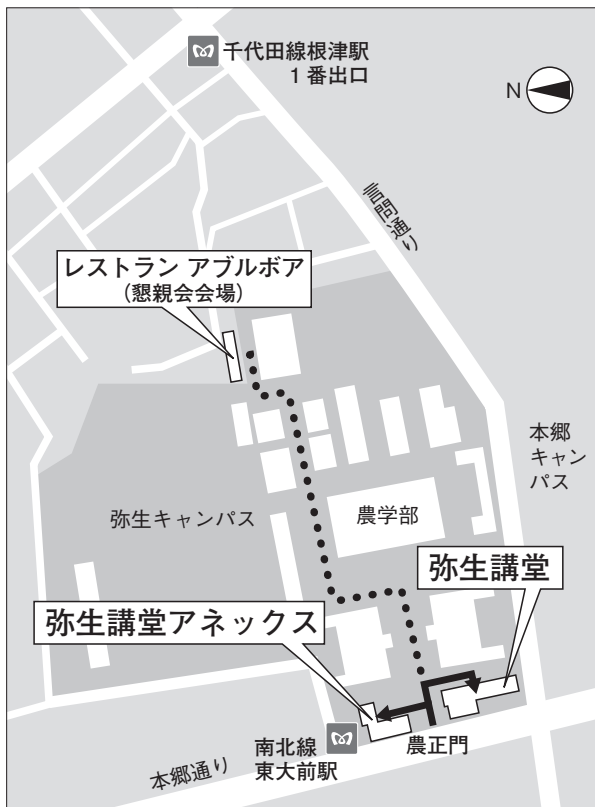 千代田線根津駅
1番出口
N
言問通り
レストラン アブルボア
(懇親会会場)
本郷
キャン
パス
弥生キャンパス
農学部
弥生講堂
弥生講堂アネックス
南北線
東大前駅
農正門
本郷通り